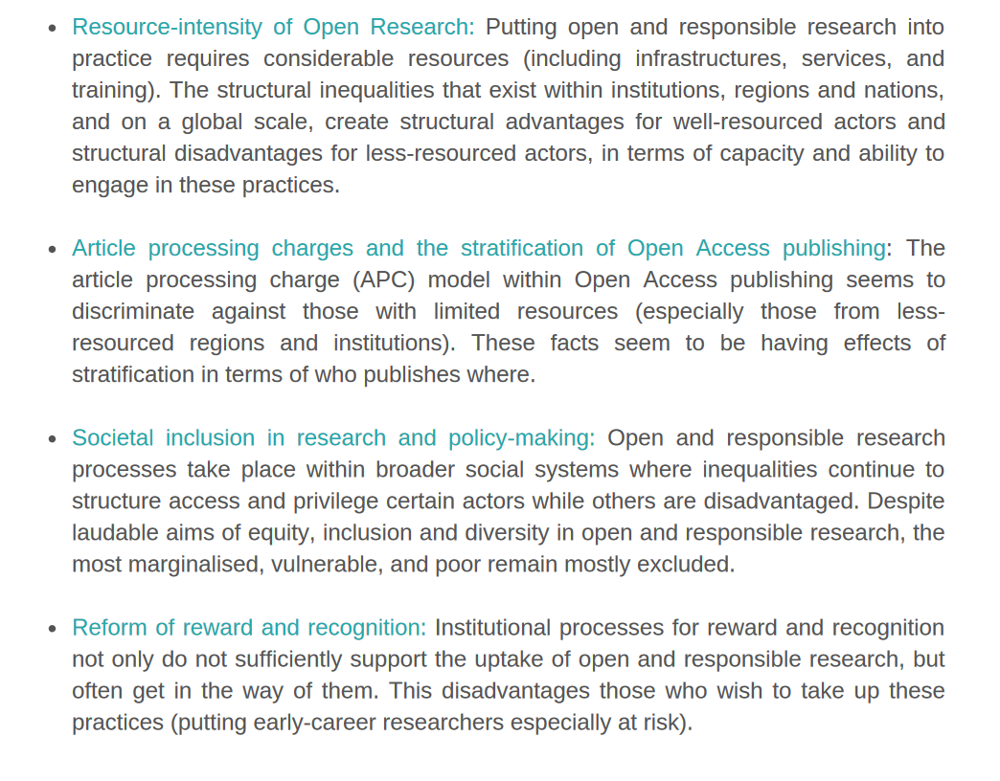 • Resource-intensity of Open Research: Putting open and responsible research into
practice requires considerable resources (including infrastructures, services, and
training). The structural inequalities that exist within institutions, regions and nations,
and on a global scale, create structural advantages for well-resourced actors and
structural disadvantages for less-resourced actors, in terms of capacity and ability to
engage in these practices.
• Article processing charges and the stratification of Open Access publishing: The
article processing charge (APC) model within Open Access publishing seems to
discriminate against those with limited resources (especially those from less-
resourced regions and institutions). These facts seem to be having effects of
stratification in terms of who publishes where.
• Societal inclusion in research and policy-making: Open and responsible research
processes take place within broader social systems where inequalities continue to
structure access and privilege certain actors while others are disadvantaged. Despite
laudable aims of equity, inclusion and diversity in open and responsible research, the
most marginalised, vulnerable, and poor remain mostly excluded.
• Reform of reward and recognition: Institutional processes for reward and recognition
not only do not sufficiently support the uptake of open and responsible research, but
often get in the way of them. This disadvantages those who wish to take up these
practices (putting early-career researchers especially at risk).